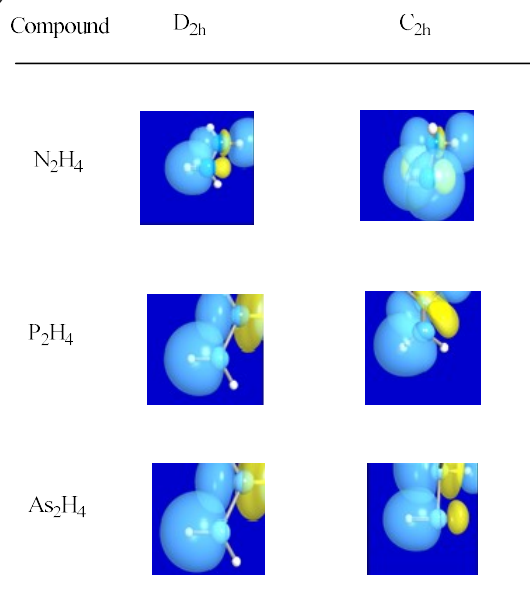 Compound D₂ₕ C₂ₕ
N₂H₄
P₂H₄
As₂H₄